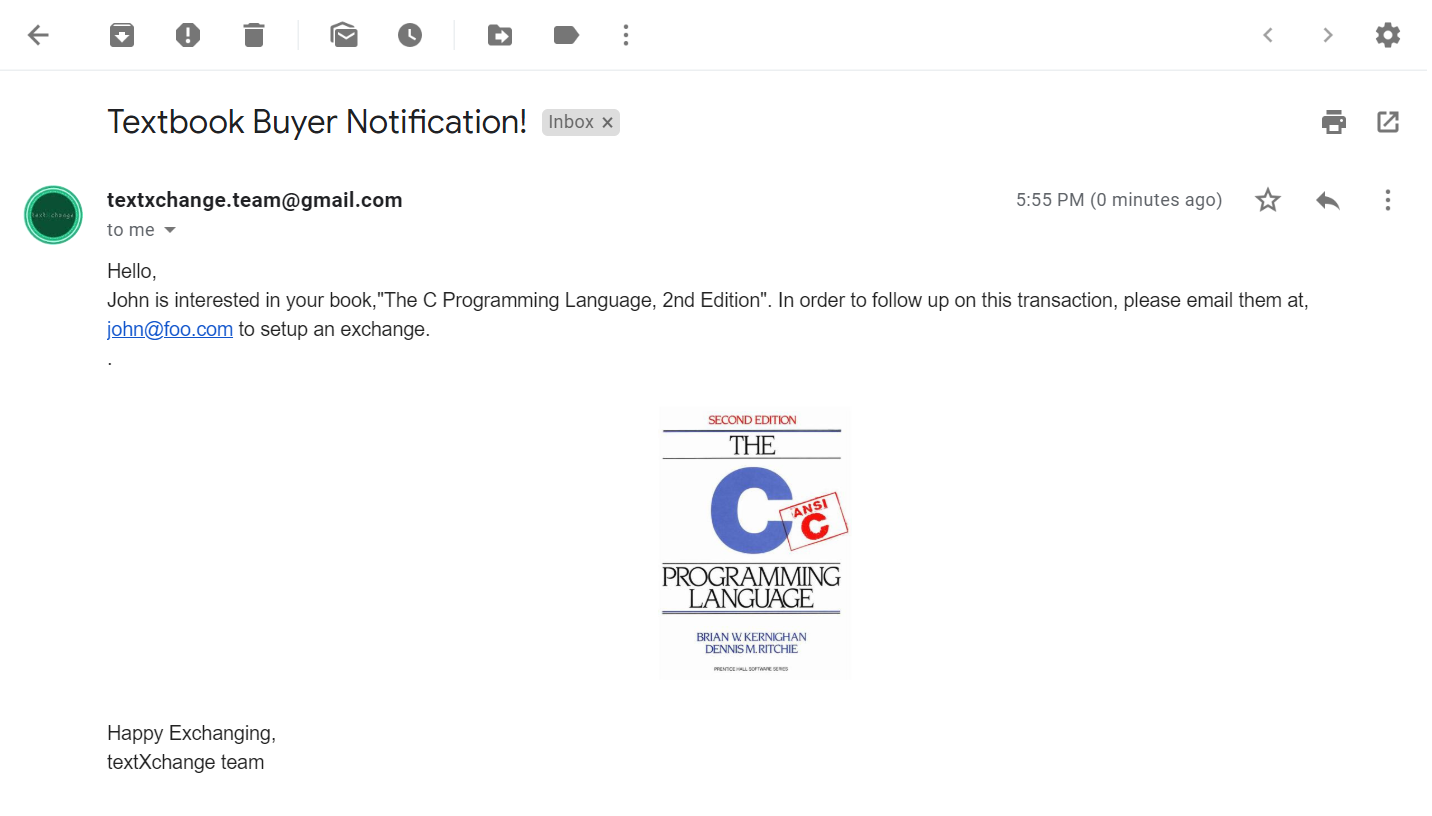 Textbook Buyer Notification! Inbox ×
textxchange.team@gmail.com 5:55 PM (0 minutes ago)
textXchange
to me
Hello,
John is interested in your book,"The C Programming Language, 2nd Edition". In order to follow up on this transaction, please email them at,
john@foo.com to setup an exchange.
.
SECOND EDITION
THE
C
ANSI
C
PROGRAMMING
LANGUAGE
BRIAN W. KERNIGHAN
DENNIS M. RITCHIE
PRENTICE HALL SOFTWARE SERIES
Happy Exchanging,
textXchange team